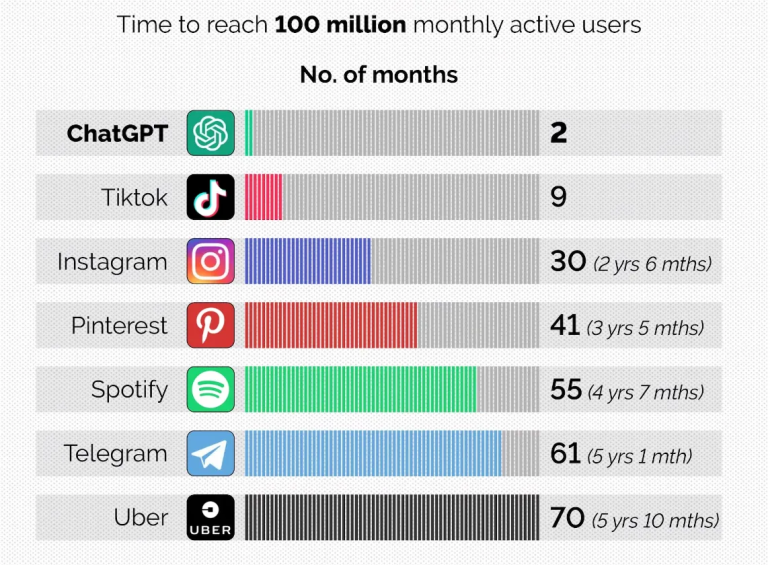 Time to reach 100 million monthly active users
No. of months
ChatGPT 2
Tiktok 9
Instagram 30 (2 yrs 6 mths)
Pinterest 41 (3 yrs 5 mths)
Spotify 55 (4 yrs 7 mths)
Telegram 61 (5 yrs 1 mth)
Uber UBER 70 (5 yrs 10 mths)